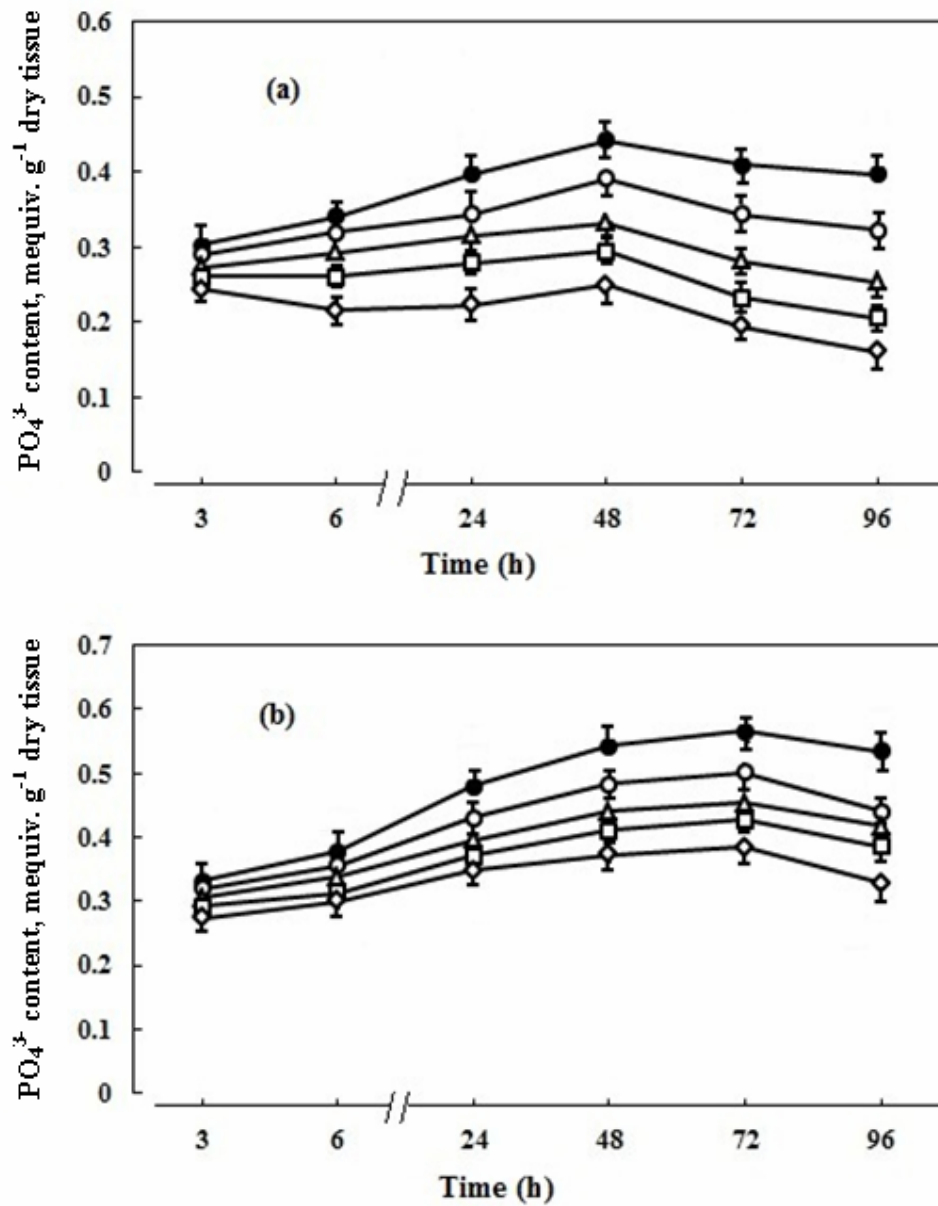 0.6
(a)
0.5
0.4
0.3
0.2
0.1
0
PO₄³⁻ content, mequiv. g⁻¹ dry tissue
3 6 24 48 72 96
Time (h)
0.7
(b)
0.6
0.5
0.4
0.3
0.2
0.1
0
PO₄³⁻ content, mequiv. g⁻¹ dry tissue
3 6 24 48 72 96
Time (h)